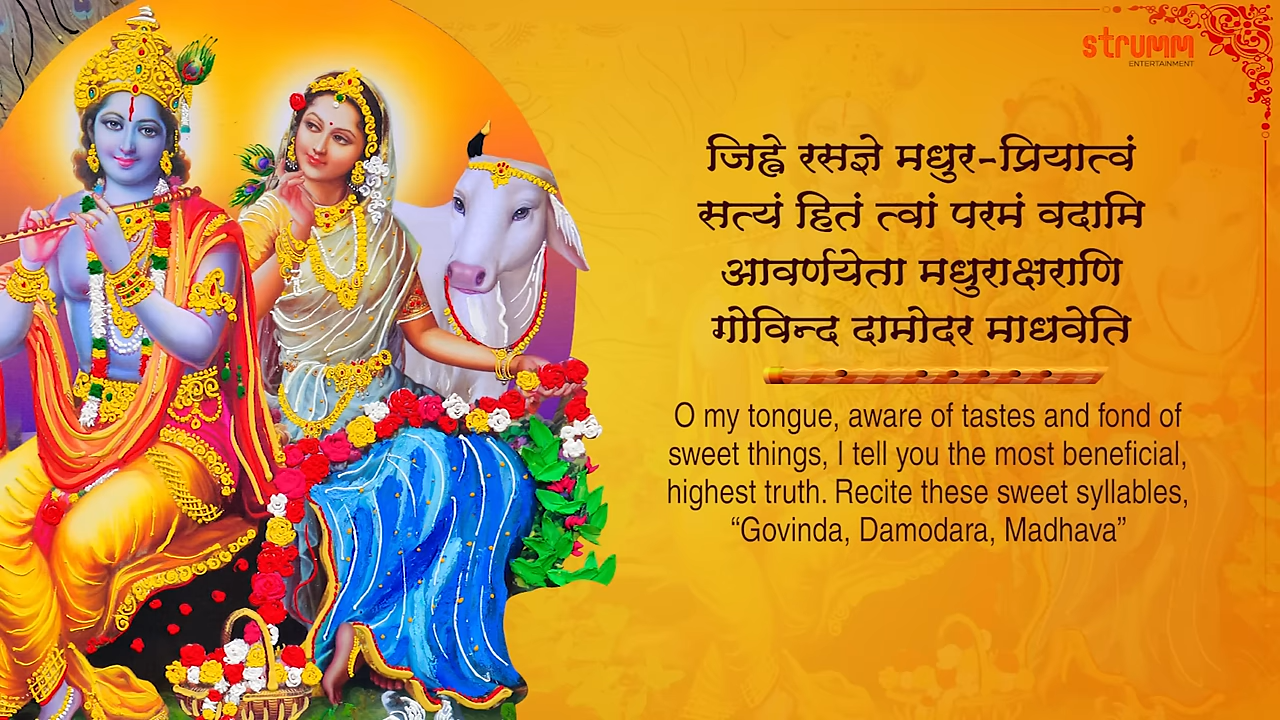 strumm
ENTERTAINMENT
जिह्वे रसज्ञे मधुर-प्रियात्वं
सत्यं हितं त्वां परमं वदामि
आवर्णयेता मधुराक्षराणि
गोविन्द दामोदर माधवेति
O my tongue, aware of tastes and fond of
sweet things, I tell you the most beneficial,
highest truth. Recite these sweet syllables,
“Govinda, Damodara, Madhava”